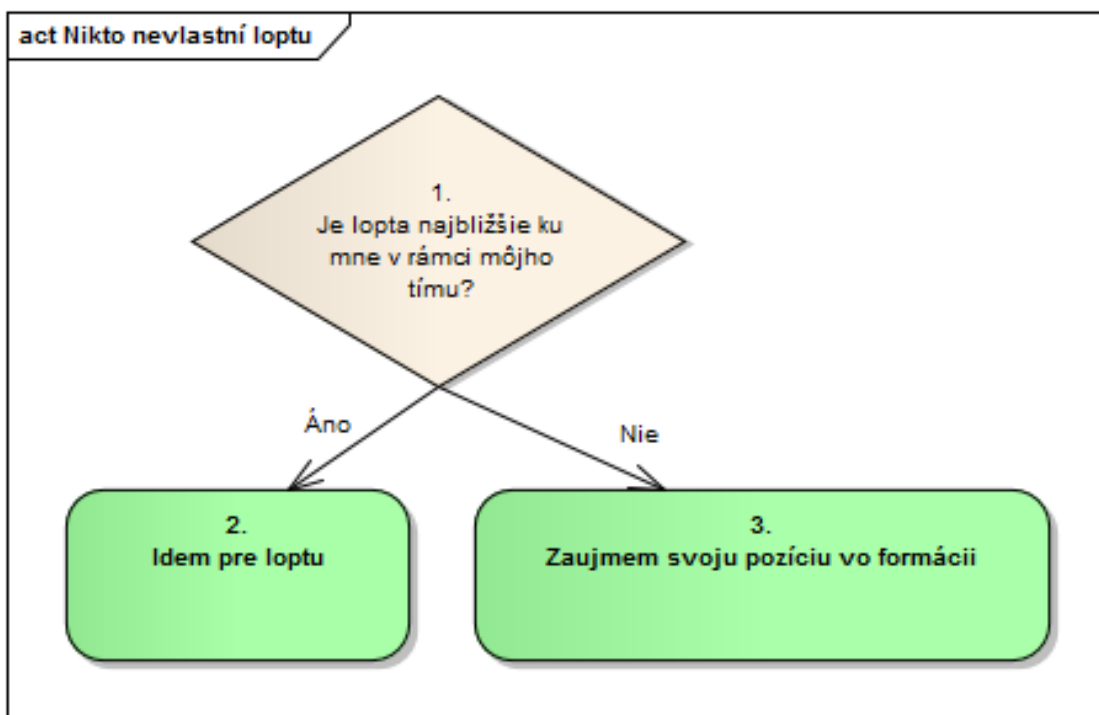 act Nikto nevlastní loptu
1.
Je lopta najbližšie ku
mne v rámci môjho
tímu?
Áno
Nie
2.
Idem pre loptu
3.
Zaujmem svoju pozíciu vo formácii